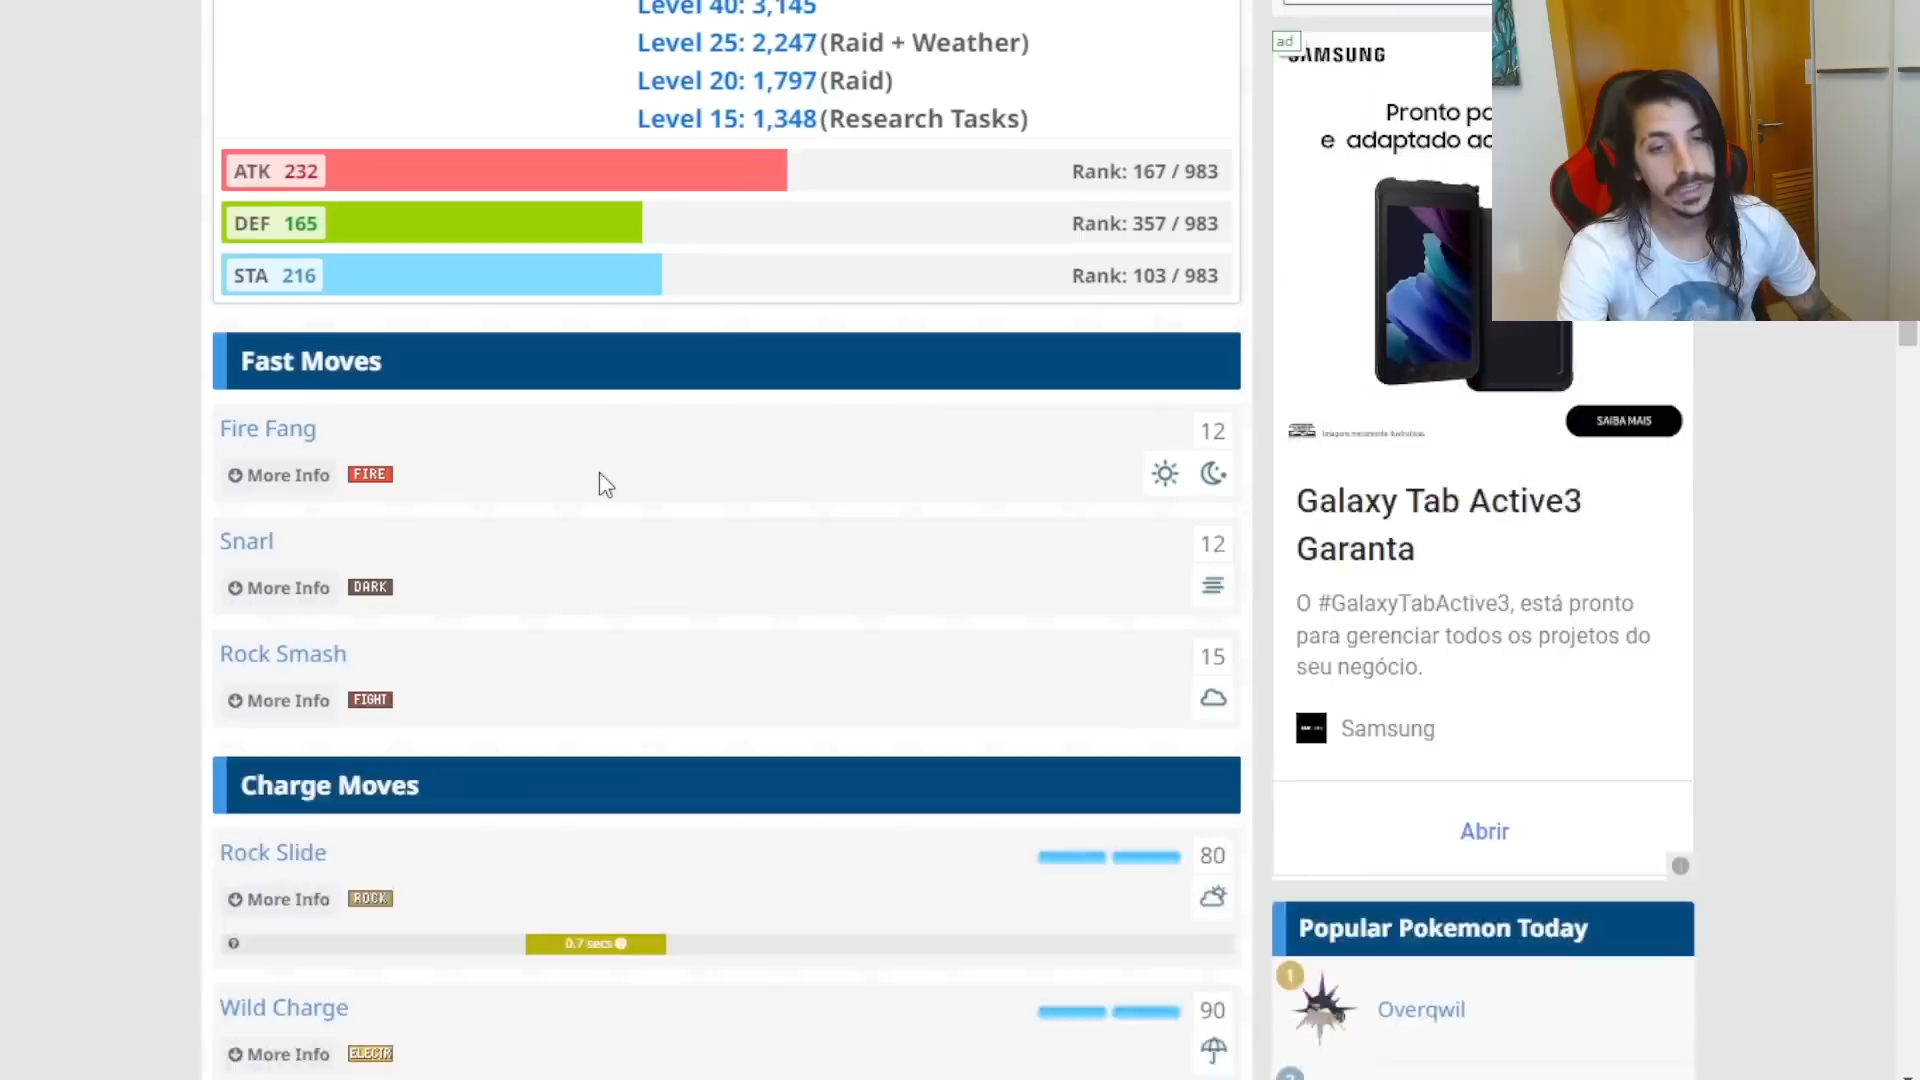 Level 40: 3,145
Level 25: 2,247 (Raid + Weather)
Level 20: 1,797 (Raid)
Level 15: 1,348 (Research Tasks)
ATK 232
Rank: 167 / 983
DEF 165
Rank: 357 / 983
STA 216
Rank: 103 / 983
Fast Moves
Fire Fang
12
More Info FIRE
Snarl
12
More Info DARK
Rock Smash
15
More Info FIGHT
Charge Moves
Rock Slide
80
More Info ROCK
0.7 secs
Wild Charge
90
More Info ELECTR
ad
SAMSUNG
Pronto
e adaptado
SAIBA MAIS
Galaxy Tab Active3
Garanta
O #GalaxyTabActive3, está pronto
para gerenciar todos os projetos do
seu negócio.
Samsung
Abrir
Popular Pokemon Today
1
Overqwil